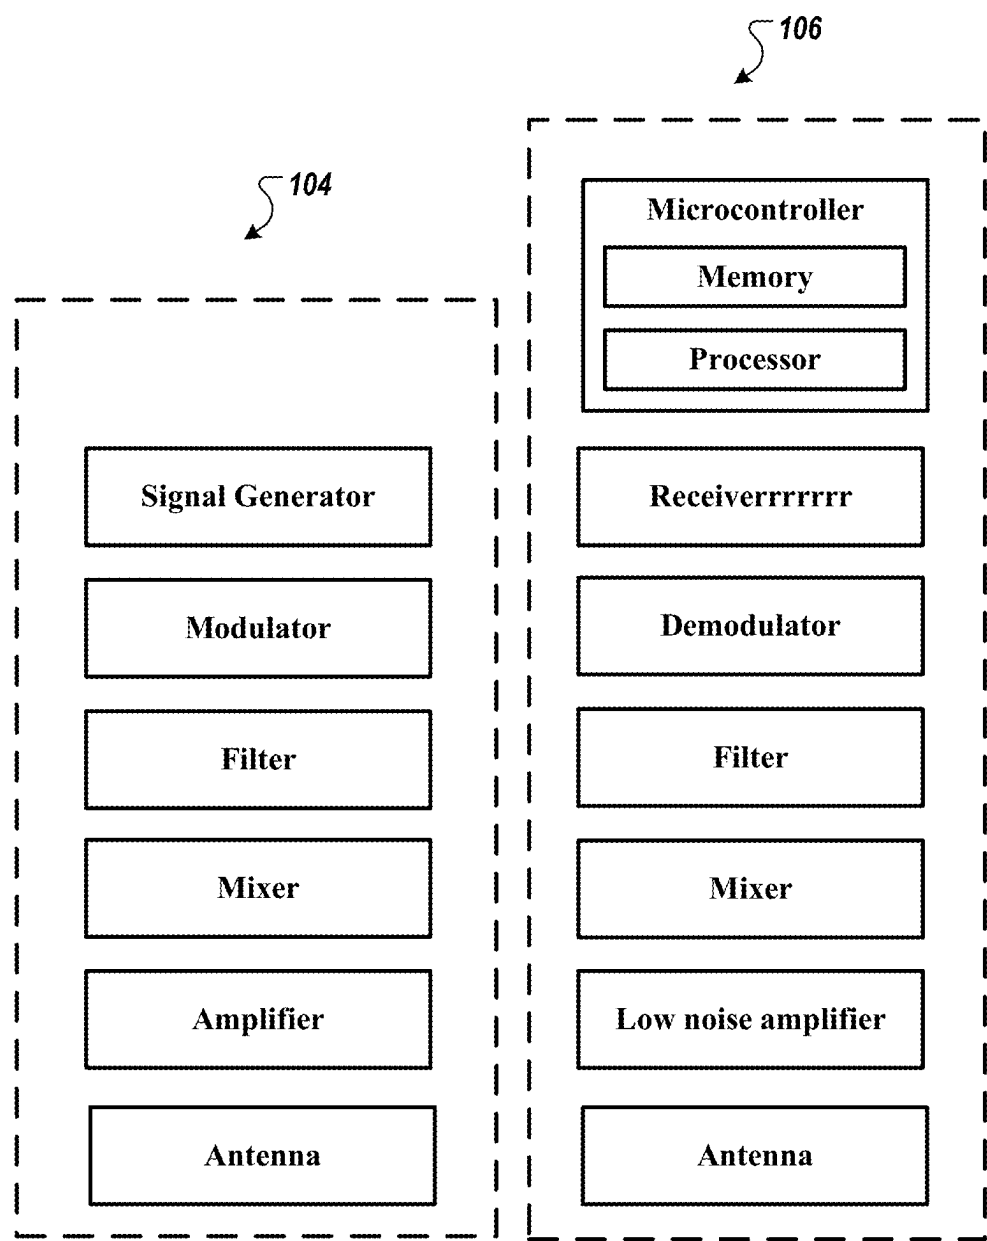 104
Signal Generator
Modulator
Filter
Mixer
Amplifier
Antenna
106
Microcontroller
Memory
Processor
Receiverrrrrrr
Demodulator
Filter
Mixer
Low noise amplifier
Antenna